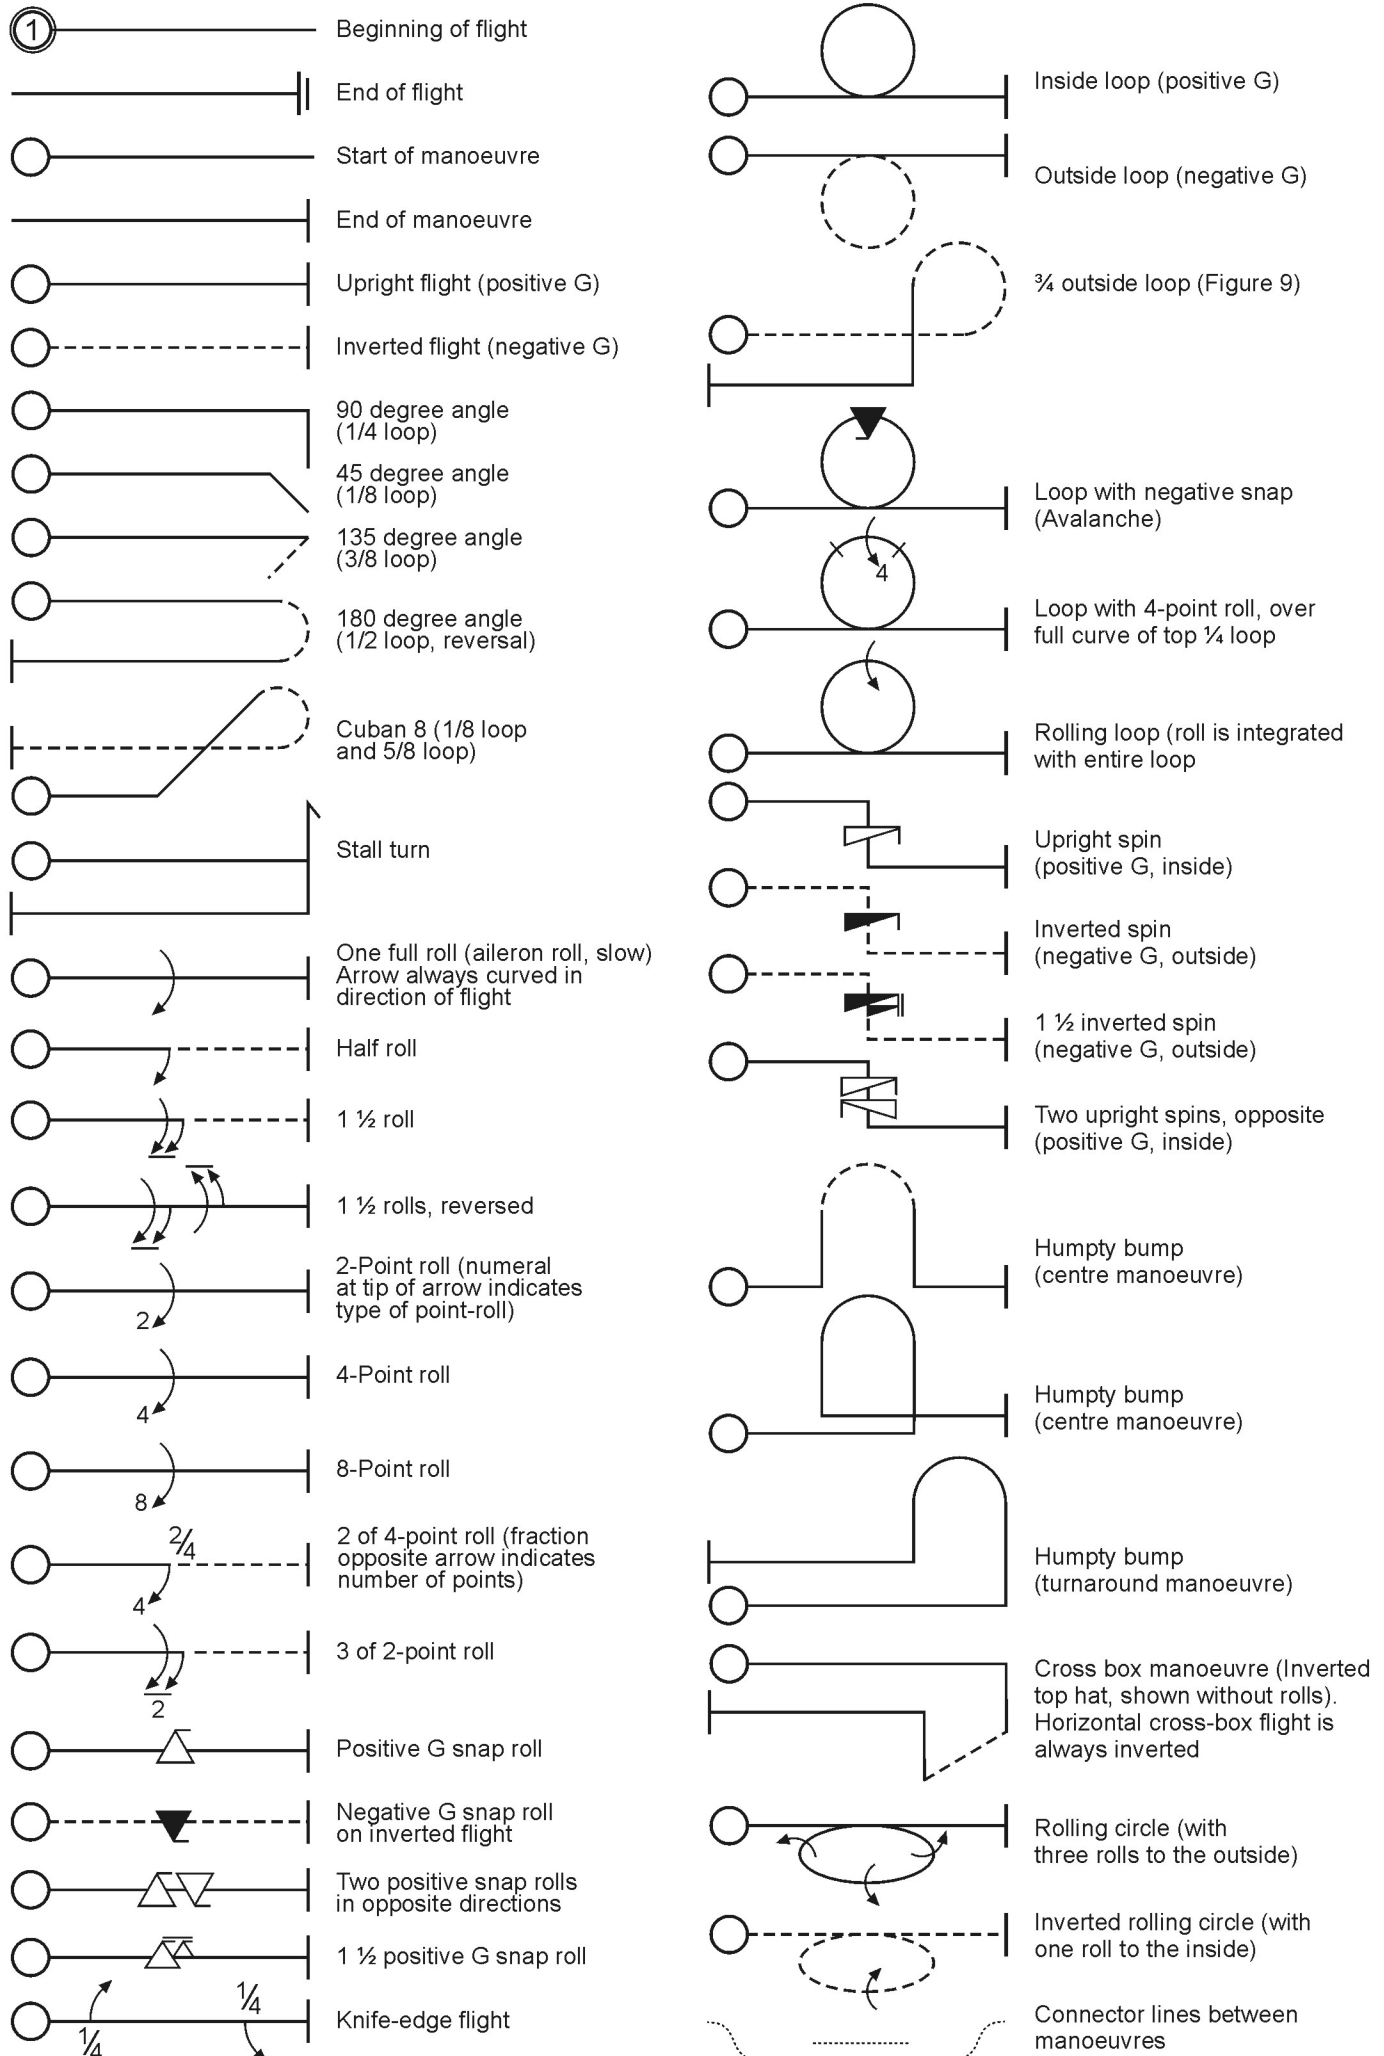 1
Beginning of flight
End of flight
Start of manoeuvre
End of manoeuvre
Upright flight (positive G)
Inverted flight (negative G)
90 degree angle
(1/4 loop)
45 degree angle
(1/8 loop)
135 degree angle
(3/8 loop)
180 degree angle
(1/2 loop, reversal)
Cuban 8 (1/8 loop
and 5/8 loop)
Stall turn
One full roll (aileron roll, slow)
Arrow always curved in
direction of flight
Half roll
1 ½ roll
1 ½ rolls, reversed
2-Point roll (numeral
at tip of arrow indicates
type of point-roll)
2
4-Point roll
4
8-Point roll
8
2/4
2 of 4-point roll (fraction
opposite arrow indicates
number of points)
4
3 of 2-point roll
2
Positive G snap roll
Negative G snap roll
on inverted flight
Two positive snap rolls
in opposite directions
1 ½ positive G snap roll
1/4
Knife-edge flight
1/4
Inside loop (positive G)
Outside loop (negative G)
¾ outside loop (Figure 9)
Loop with negative snap
(Avalanche)
4
Loop with 4-point roll, over
full curve of top ¼ loop
Rolling loop (roll is integrated
with entire loop
Upright spin
(positive G, inside)
Inverted spin
(negative G, outside)
1 ½ inverted spin
(negative G, outside)
Two upright spins, opposite
(positive G, inside)
Humpty bump
(centre manoeuvre)
Humpty bump
(centre manoeuvre)
Humpty bump
(turnaround manoeuvre)
Cross box manoeuvre (Inverted
top hat, shown without rolls).
Horizontal cross-box flight is
always inverted
Rolling circle (with
three rolls to the outside)
Inverted rolling circle (with
one roll to the inside)
Connector lines between
manoeuvres